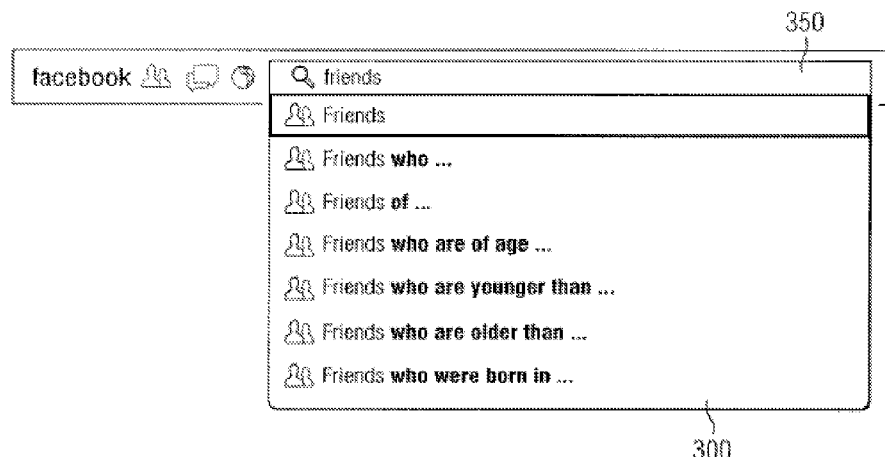 350
facebook friends
Friends
Friends who ...
Friends of ...
Friends who are of age ...
Friends who are younger than ...
Friends who are older than ...
Friends who were born in ...
300